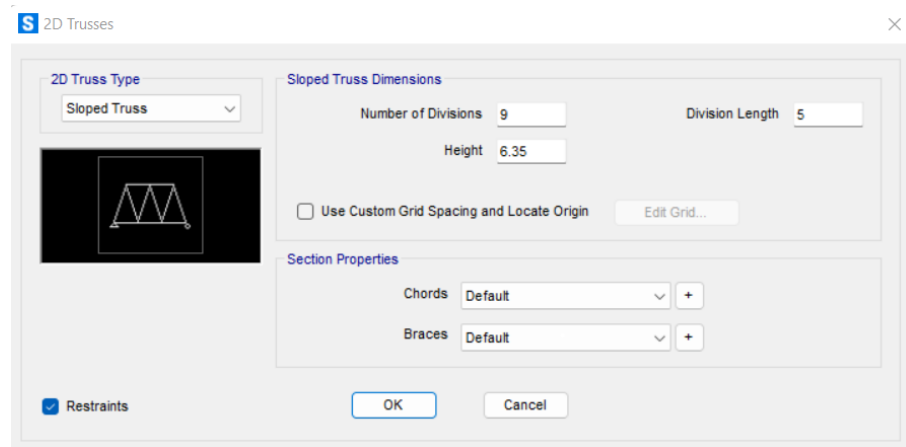 S 2D Trusses
2D Truss Type
Sloped Truss
Sloped Truss Dimensions
Number of Divisions 9 Division Length 5
Height 6.35
Use Custom Grid Spacing and Locate Origin Edit Grid...
Section Properties
Chords Default +
Braces Default +
Restraints OK Cancel